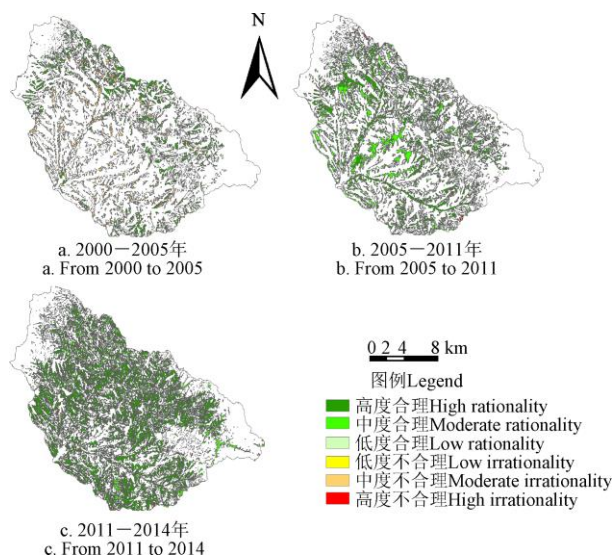 N
a. 2000－2005年
a. From 2000 to 2005
b. 2005－2011年
b. From 2005 to 2011
0 2 4 8 km
图例Legend
高度合理High rationality
中度合理Moderate rationality
低度合理Low rationality
低度不合理Low irrationality
中度不合理Moderate irrationality
高度不合理High irrationality
c. 2011－2014年
c. From 2011 to 2014